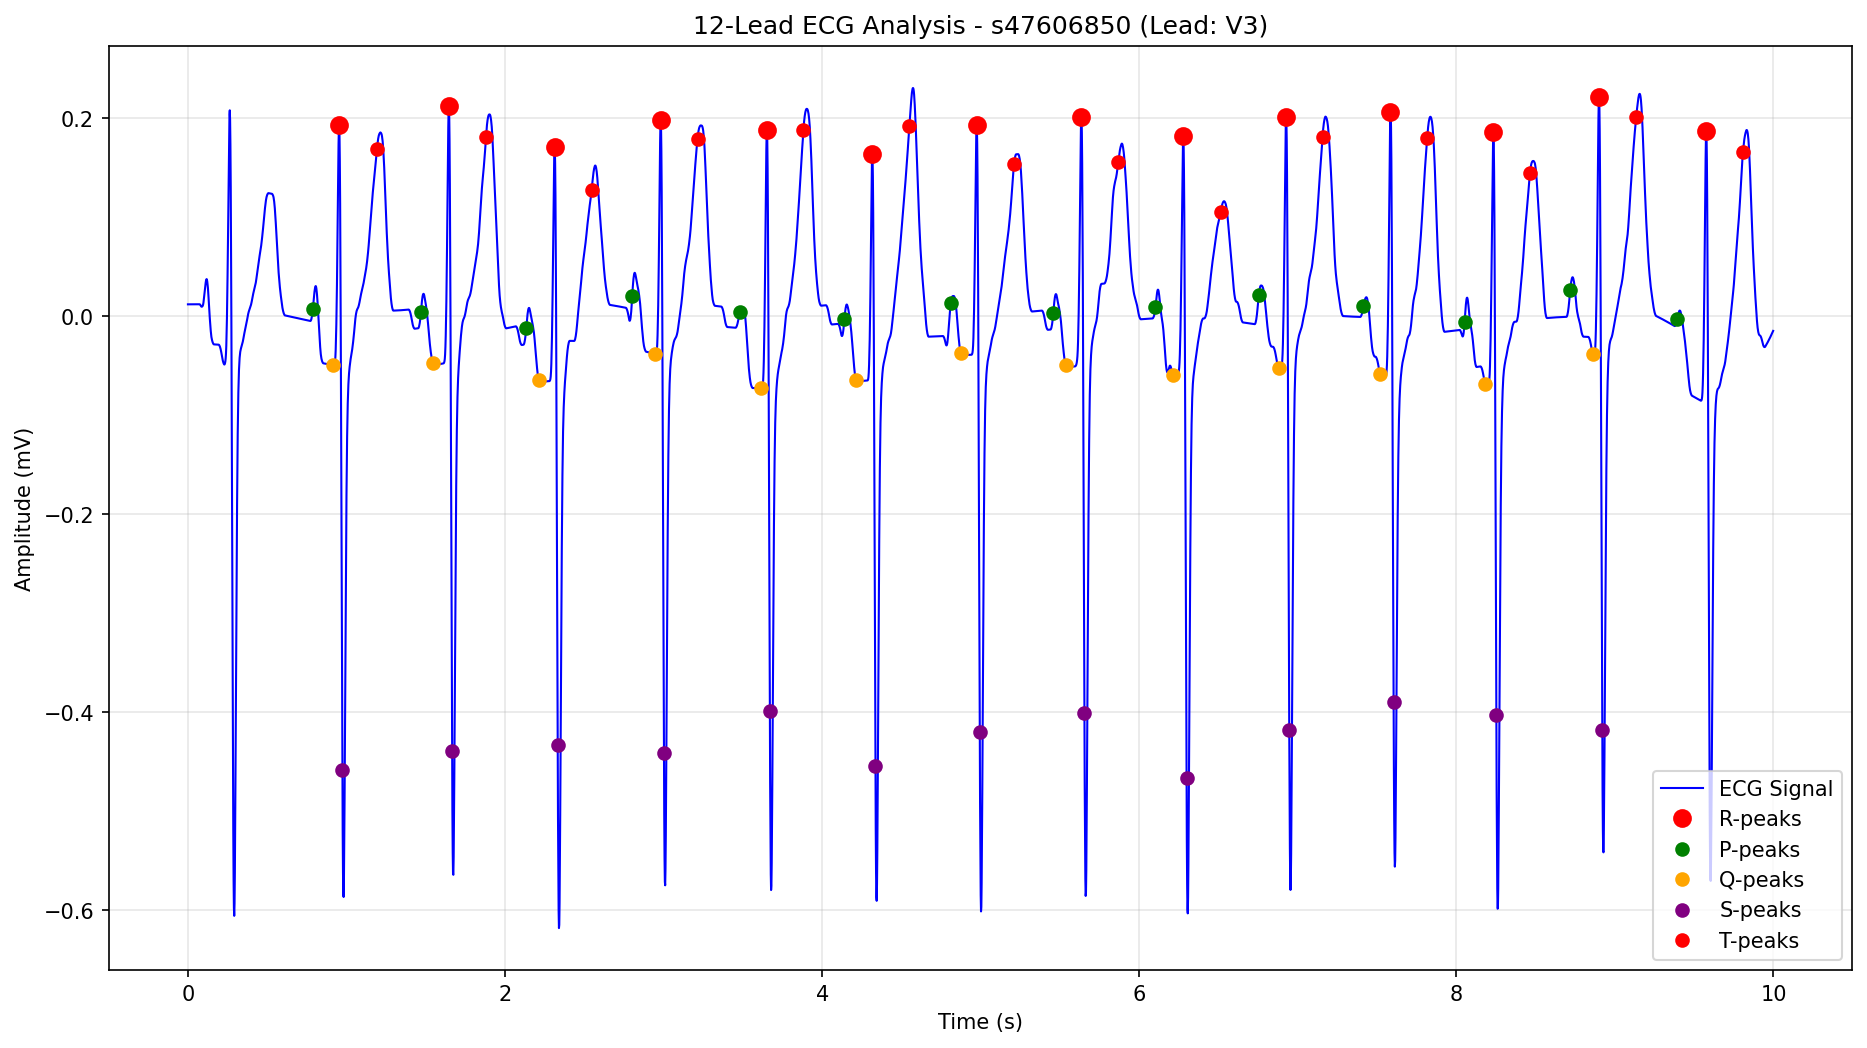 12-Lead ECG Analysis - s47606850 (Lead: V3)
Amplitude (mV)
0.2
0.0
−0.2
−0.4
−0.6
0
2
4
6
8
10
Time (s)
ECG Signal
R-peaks
P-peaks
Q-peaks
S-peaks
T-peaks